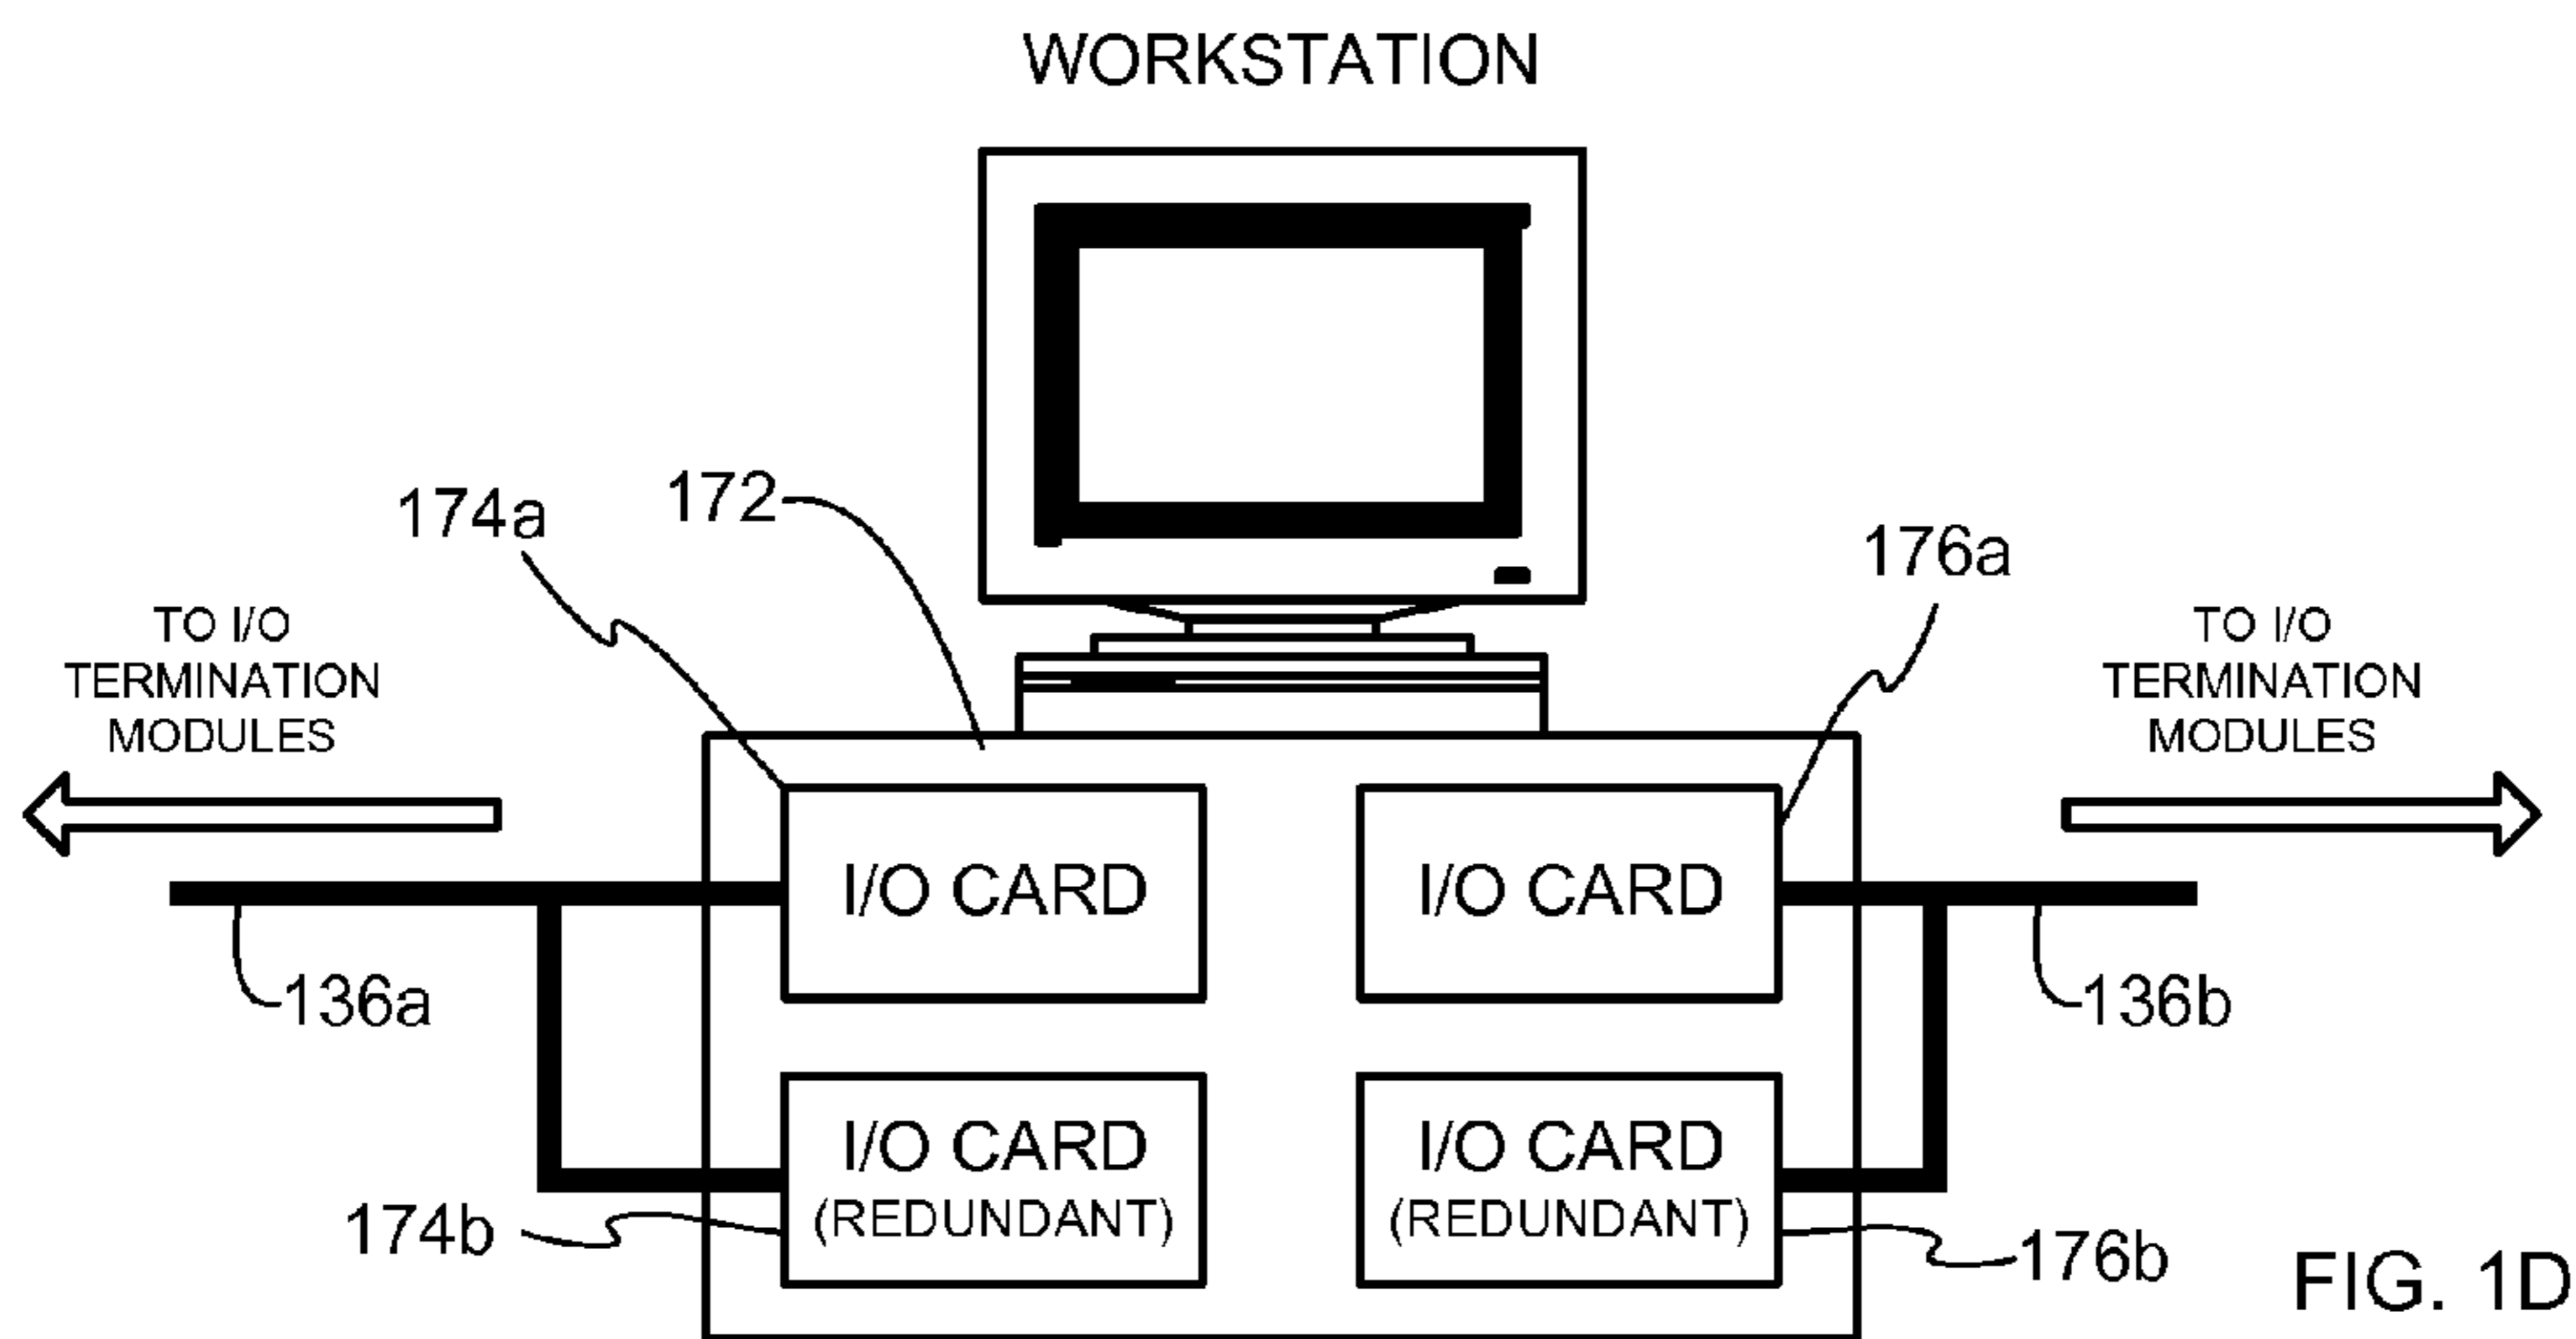 WORKSTATION
174a
172
176a
TO I/O
TERMINATION
MODULES
TO I/O
TERMINATION
MODULES
I/O CARD
I/O CARD
136a
136b
I/O CARD
(REDUNDANT)
I/O CARD
(REDUNDANT)
174b
176b
FIG. 1D